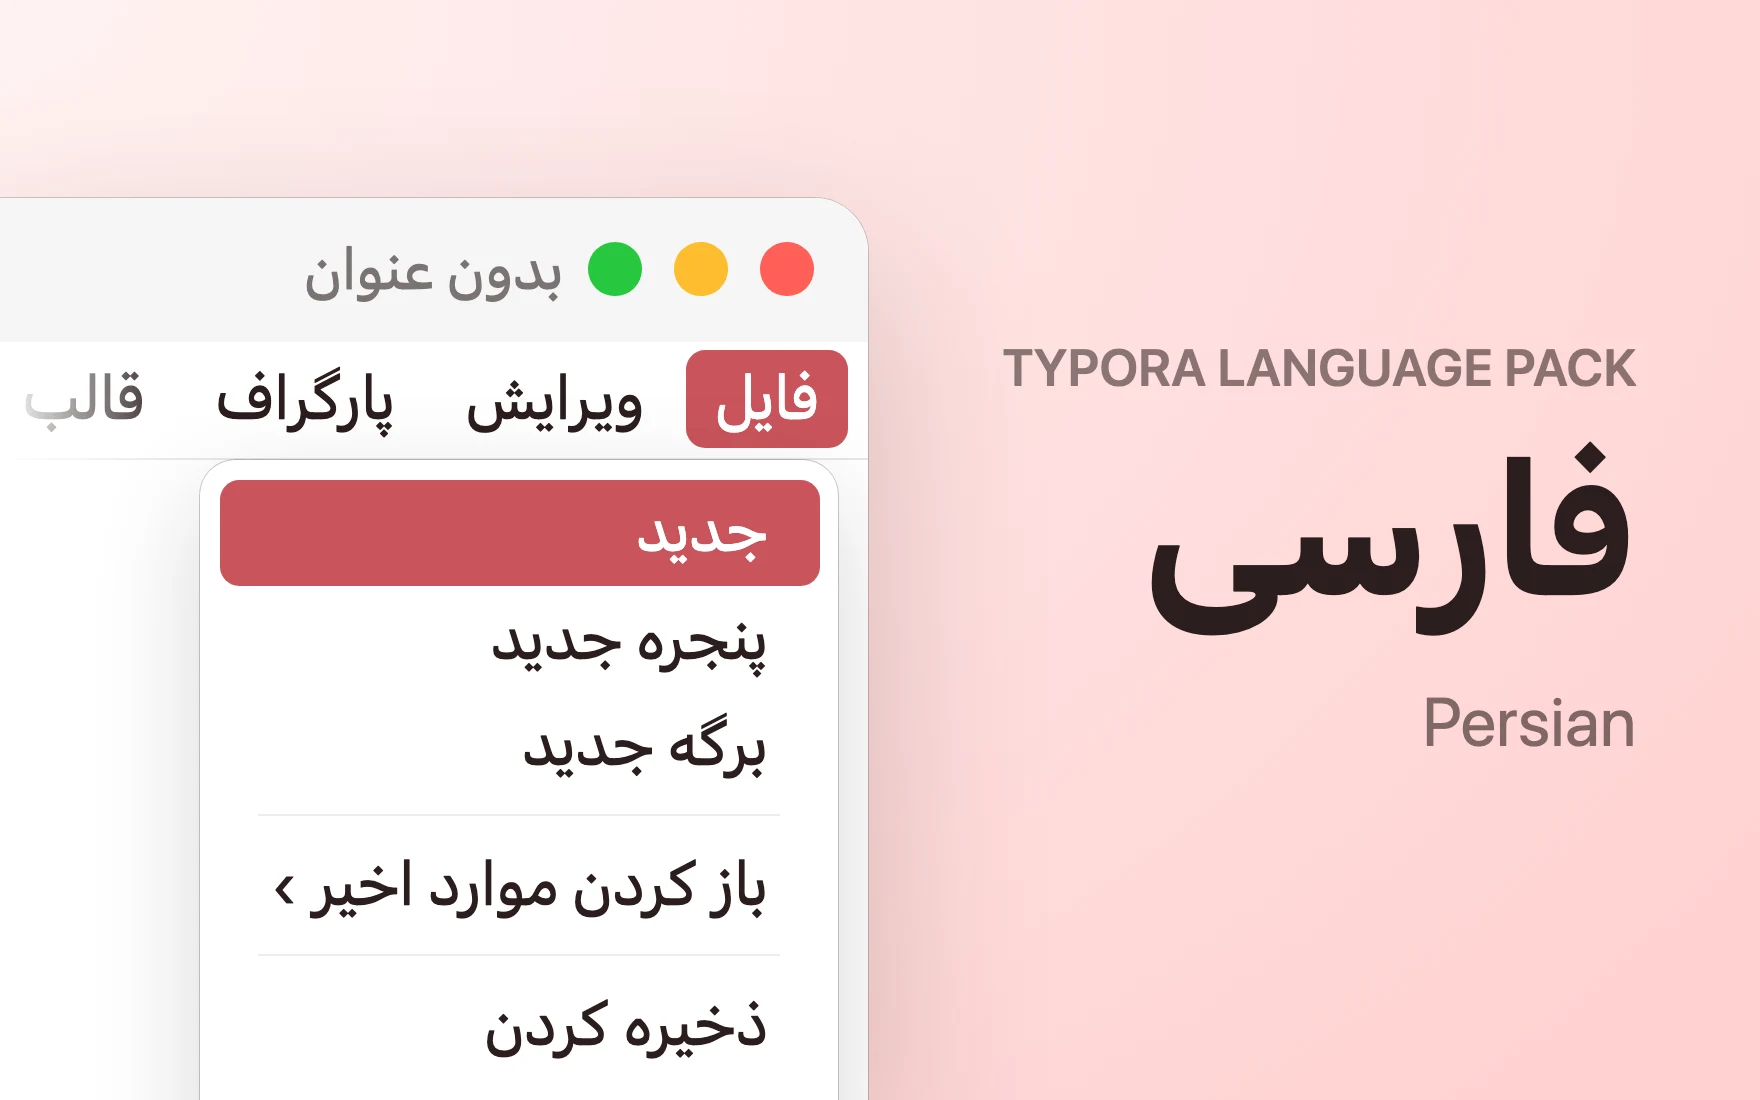 بدون عنوان
فایل ویرایش پارگراف قالب
جدید
پنجره جدید
برگه جدید
باز کردن موارد اخیر ›
ذخیره کردن
TYPORA LANGUAGE PACK
فارسی
Persian